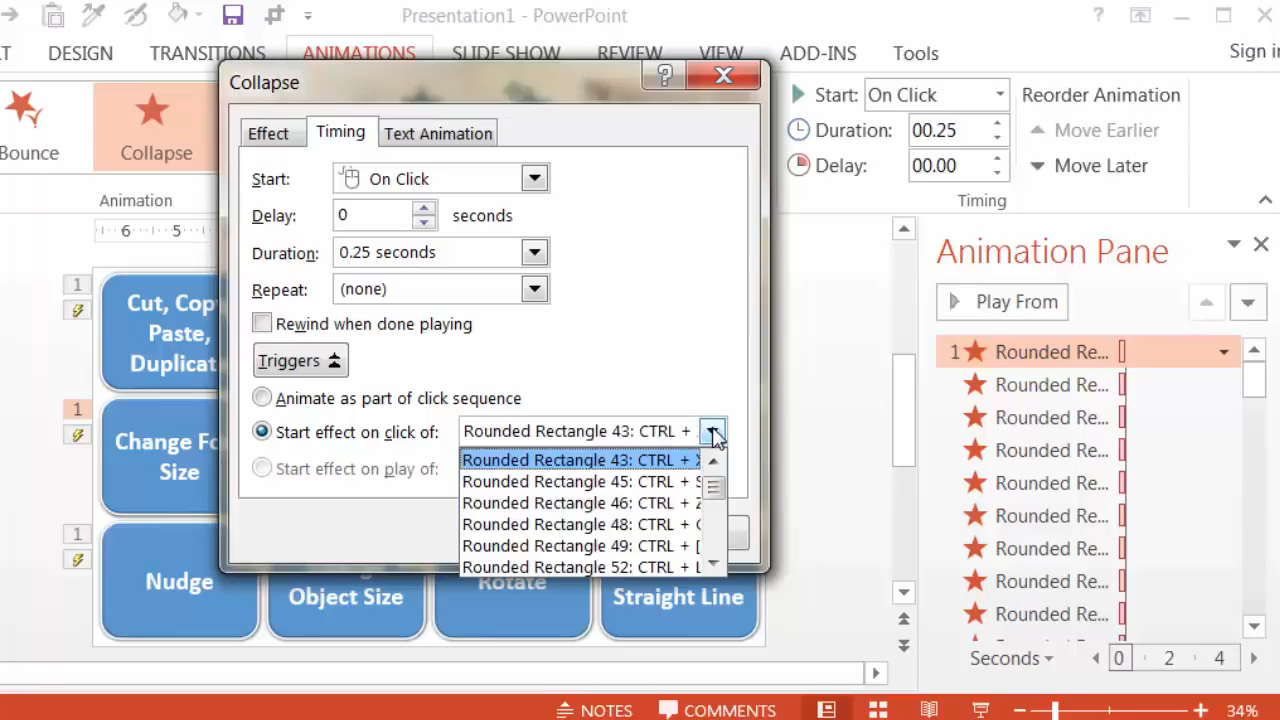 Presentation1 - PowerPoint
DESIGN TRANSITIONS ANIMATIONS SLIDE SHOW REVIEW VIEW ADD-INS Tools Sign in
Bounce
Collapse
Animation
Start: On Click
Duration: 00.25
Delay: 00.00
Reorder Animation
Move Earlier
Move Later
Timing
Collapse
Effect Timing Text Animation
Start: On Click
Delay: 0 seconds
Duration: 0.25 seconds
Repeat: (none)
Rewind when done playing
Triggers
Animate as part of click sequence
Start effect on click of: Rounded Rectangle 43: CTRL +
Start effect on play of:
Rounded Rectangle 43: CTRL + X
Rounded Rectangle 45: CTRL + S
Rounded Rectangle 46: CTRL + Z
Rounded Rectangle 48: CTRL +
Rounded Rectangle 49: CTRL + [
Rounded Rectangle 52: CTRL + L
6 5
1
Cut, Cop
Paste,
Duplicat
1
Change Fo
Size
1
Nudge
Object Size
Rotate
Straight Line
Animation Pane
Play From
1 Rounded Re...
Rounded Re...
Rounded Re...
Rounded Re...
Rounded Re...
Rounded Re...
Rounded Re...
Rounded Re...
Rounded Re...
Seconds 0 2 4
NOTES COMMENTS 34%